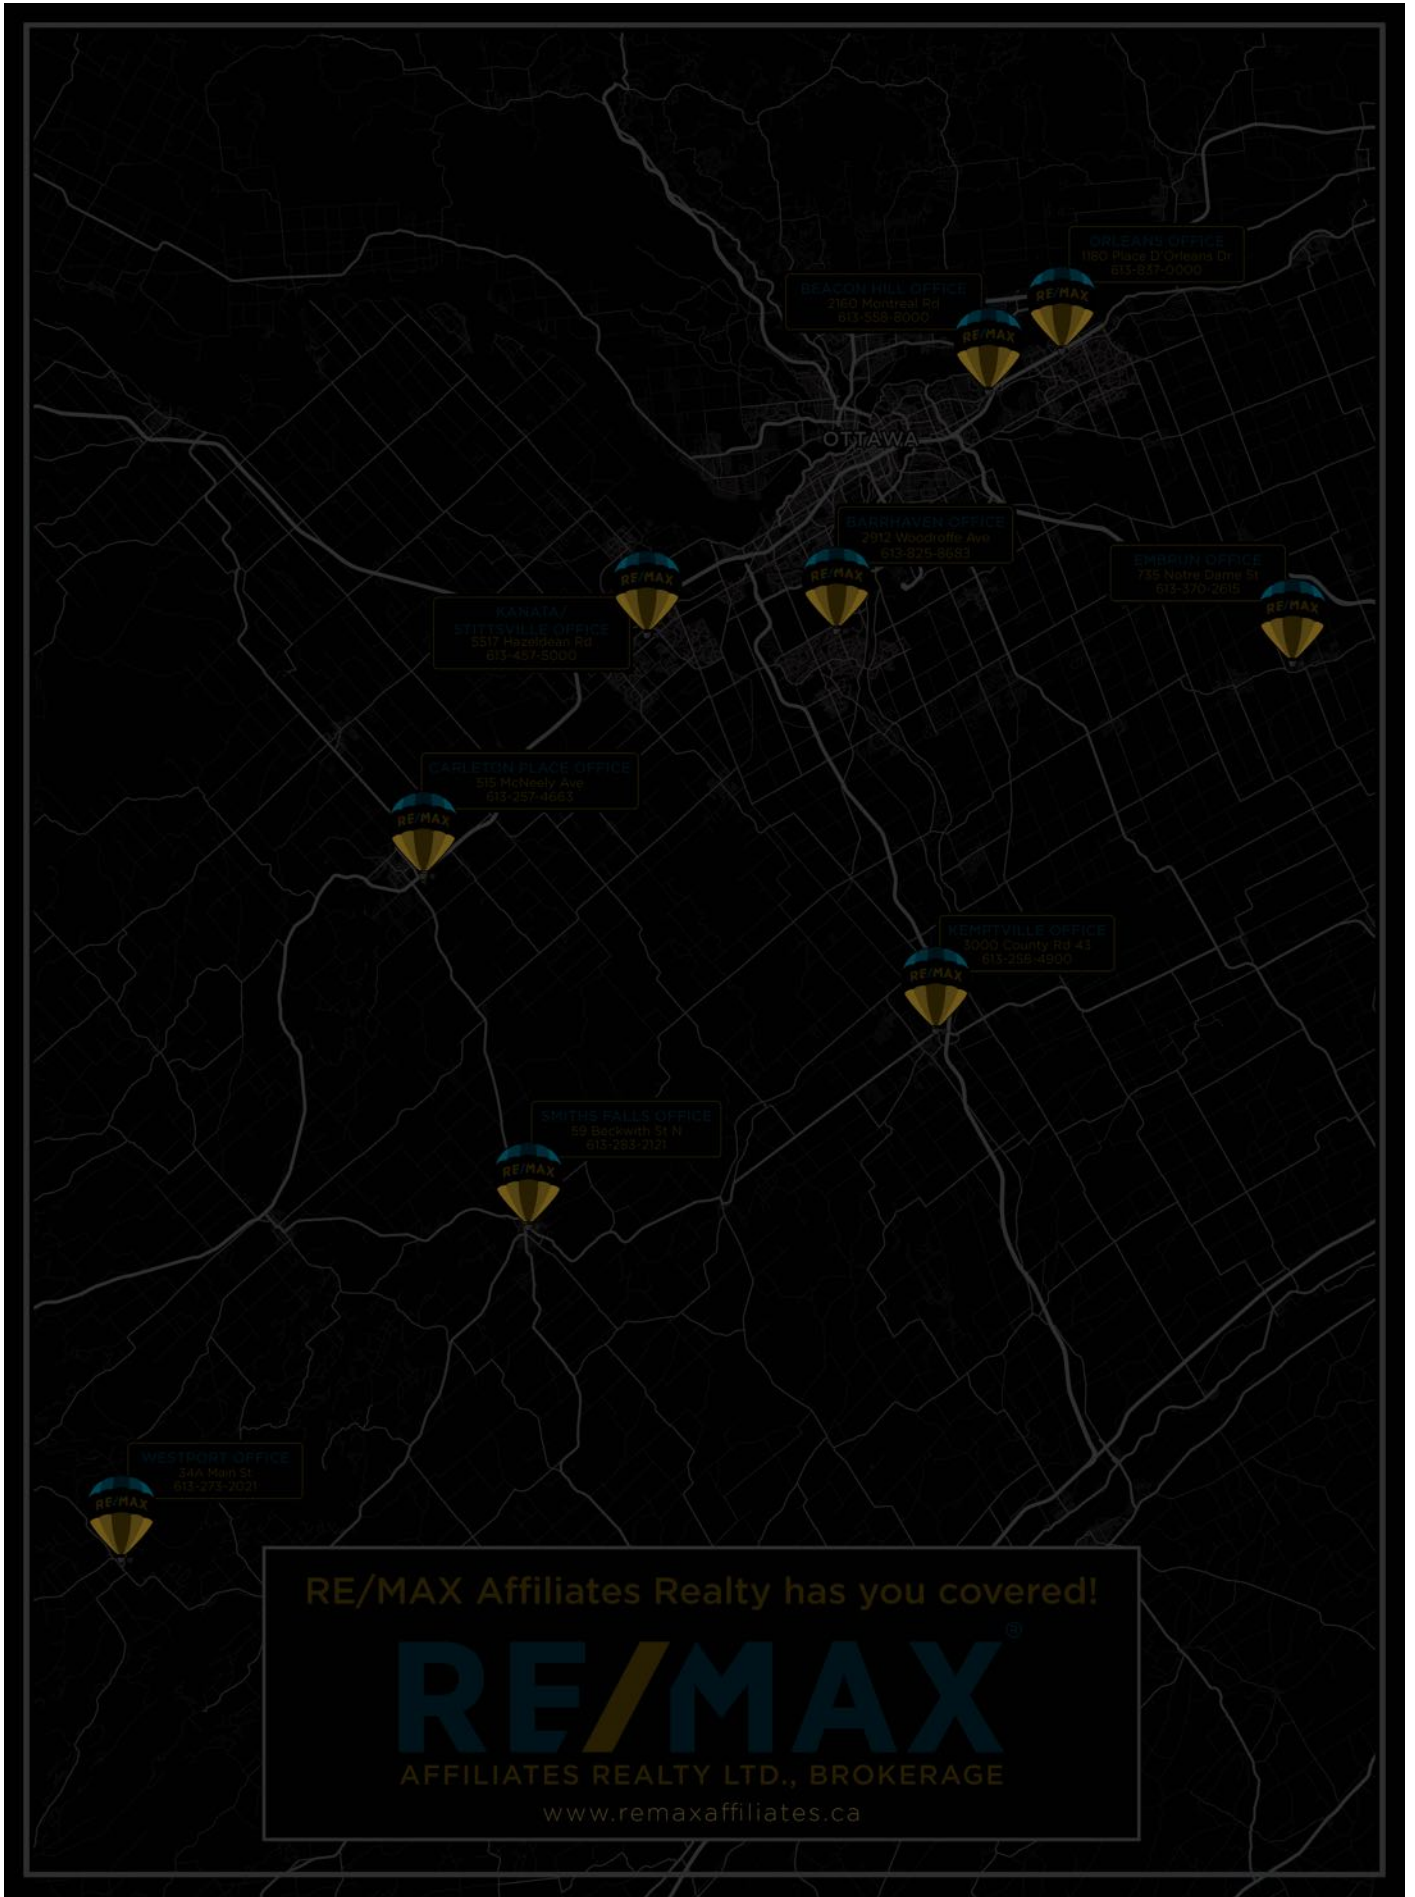 ORLEANS OFFICE
1180 Place D'Orleans Dr
613-837-0000
BEACON HILL OFFICE
2160 Montreal Rd
613-558-8000
RE/MAX
RE/MAX
OTTAWA
BARRHAVEN OFFICE
2912 Woodroffe Ave
613-825-8683
EMBRUN OFFICE
735 Notre Dame St
613-370-2615
RE/MAX
RE/MAX
RE/MAX
KANATA/
STITTSVILLE OFFICE
5517 Hazeldean Rd
613-457-5000
CARLETON PLACE OFFICE
515 McNeely Ave
613-257-4663
RE/MAX
KEMPTVILLE OFFICE
3000 County Rd 43
RE/MAX
SMITHS FALLS OFFICE
59 Beckwith St N
613-283-2121
RE/MAX
WESTPORT OFFICE
34A Main St
613-273-2021
RE/MAX
RE/MAX Affiliates Realty has you covered!
RE/MAX®
AFFILIATES REALTY LTD., BROKERAGE
www.remaxaffiliates.ca